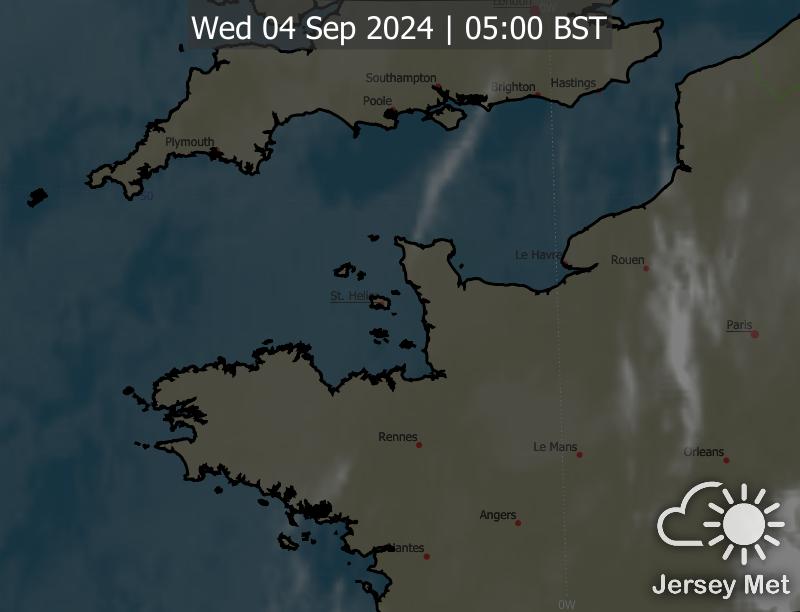 London
0W
Wed 04 Sep 2024 | 05:00 BST
Southampton
Brighton
Hastings
Poole
Plymouth
50
Le Havre
Rouen
St. Helier
Paris
Rennes
Le Mans
Orleans
Angers
Nantes
Jersey Met
0W